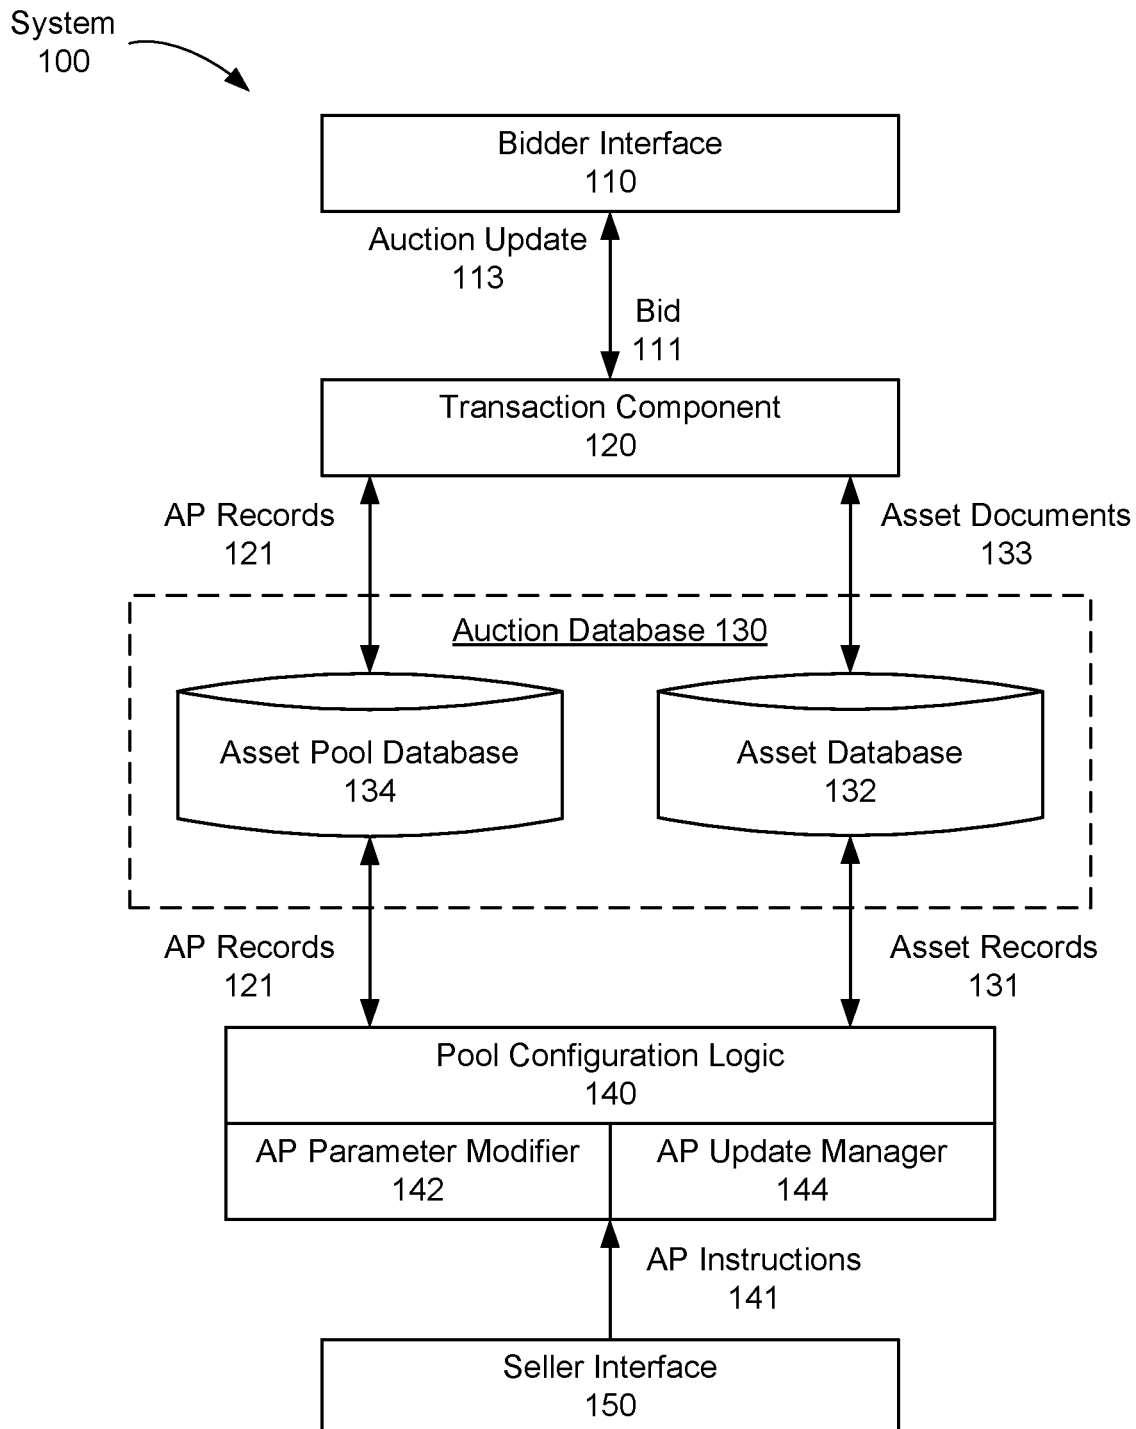 System
100
Bidder Interface
110
Auction Update
113
Bid
111
Transaction Component
120
AP Records
121
Asset Documents
133
Auction Database 130
Asset Pool Database
134
Asset Database
132
AP Records
121
Asset Records
131
Pool Configuration Logic
140
AP Parameter Modifier
142
AP Update Manager
144
AP Instructions
141
Seller Interface
150